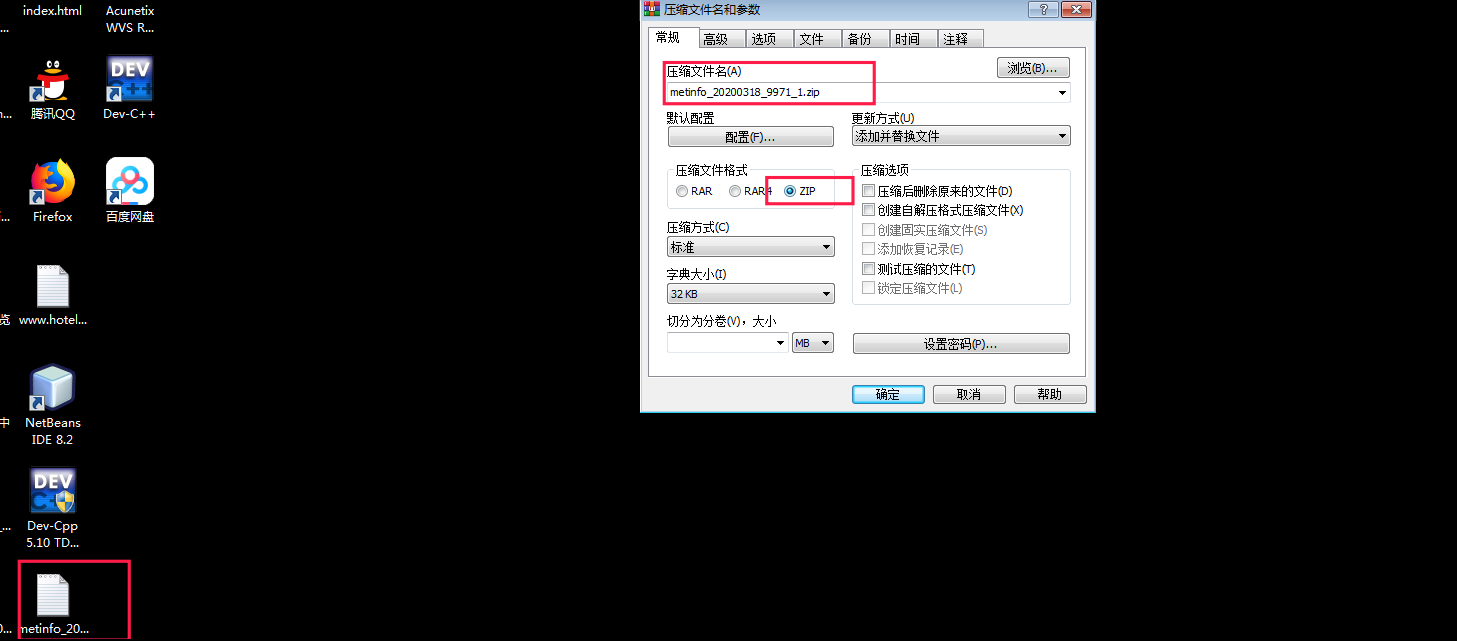 index.html
Acunetix
WVS R...
...
腾讯QQ
Dev-C++
...
Firefox
百度网盘
...
www.hotel...
览
NetBeans
IDE 8.2
中
Dev-Cpp
5.10 TD...
_...
metinfo_20...
0...
压缩文件名和参数
常规
高级
选项
文件
备份
时间
注释
压缩文件名(A)
浏览(B)...
metinfo_20200318_9971_1.zip
默认配置
更新方式(U)
配置(F)...
添加并替换文件
压缩文件格式
RAR
RAR4
ZIP
压缩选项
压缩后删除原来的文件(D)
创建自解压格式压缩文件(X)
创建固实压缩文件(S)
添加恢复记录(E)
测试压缩的文件(T)
锁定压缩文件(L)
压缩方式(C)
标准
字典大小(I)
32 KB
切分为分卷(V)，大小
MB
设置密码(P)...
确定
取消
帮助